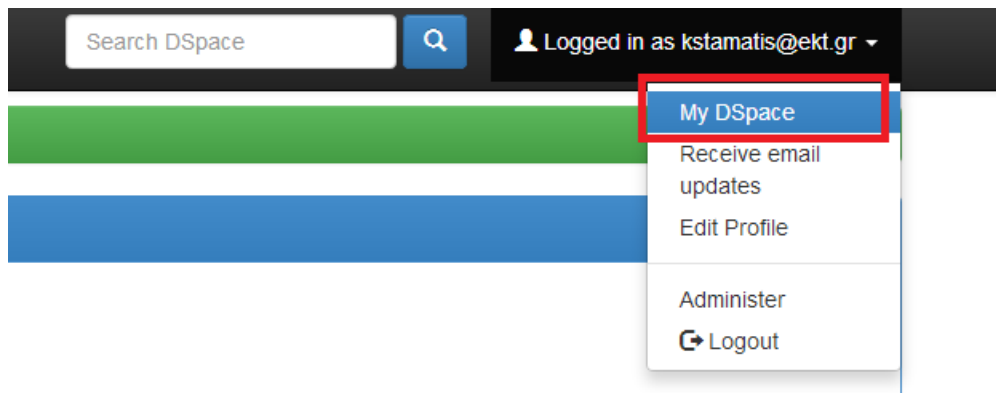 Search DSpace
Logged in as kstamatis@ekt.gr
My DSpace
Receive email
updates
Edit Profile
Administer
Logout